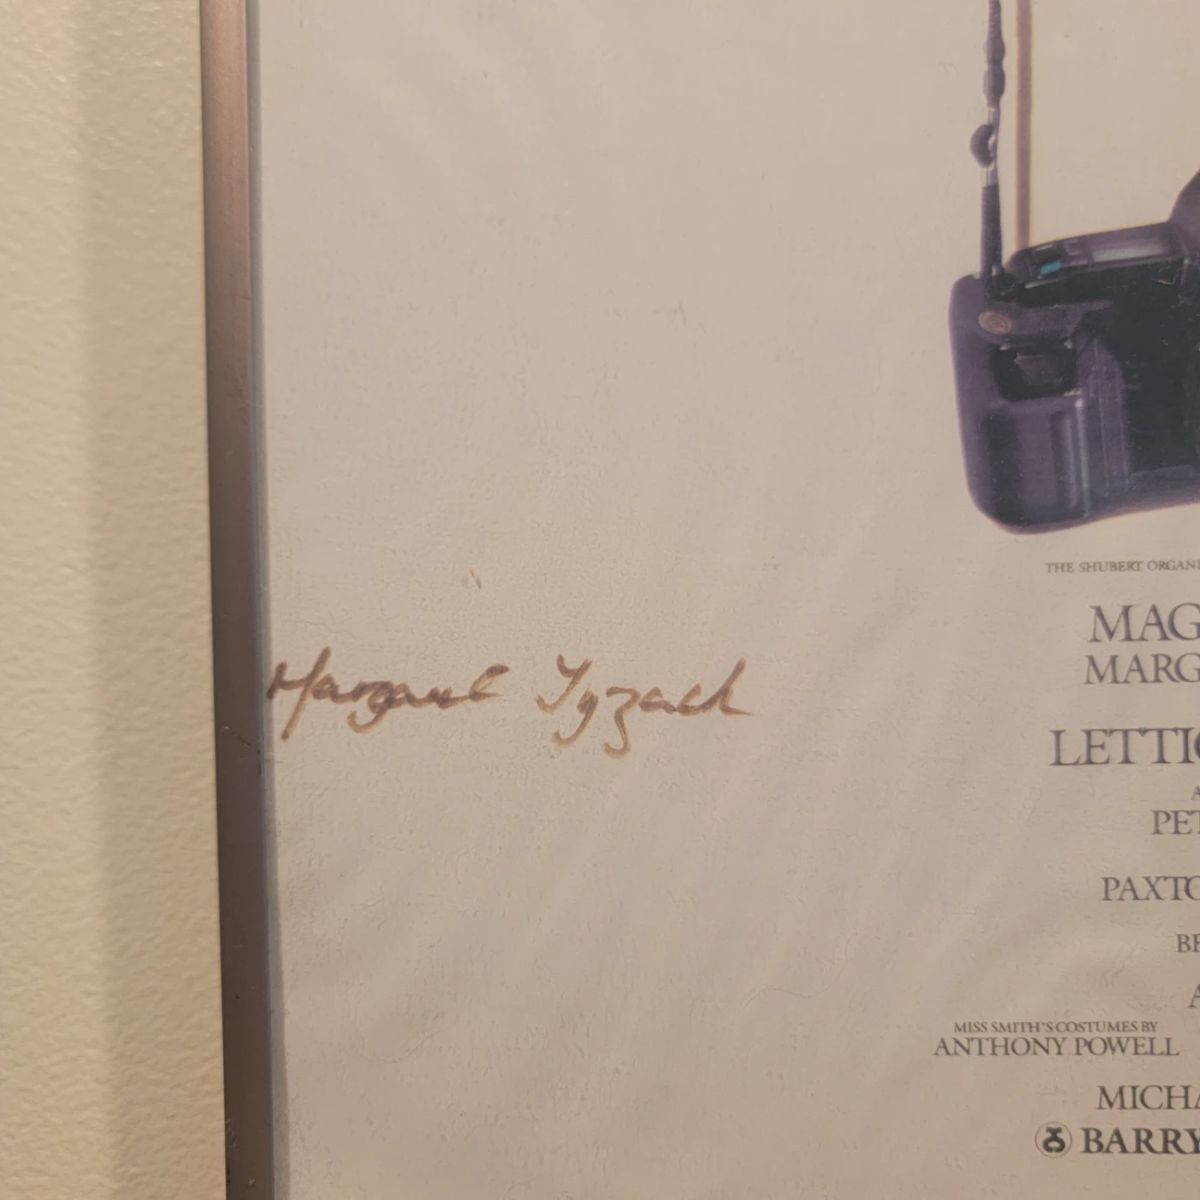 THE SHUBERT ORGANI
MAG
MARG
Margaret Tyzack
LETTIC
A
PET
PAXTO
BE
A
MISS SMITH'S COSTUMES BY
ANTHONY POWELL
MICHA
BARRY